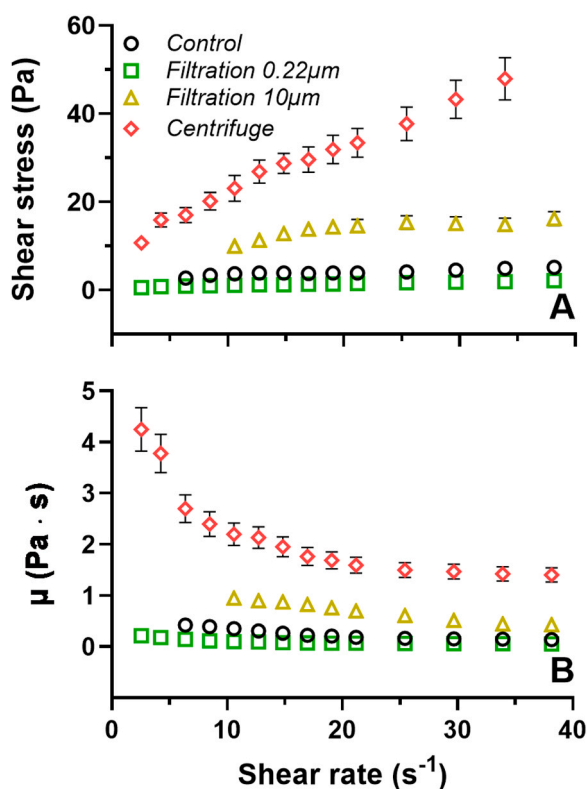 60
40
20
0
Shear stress (Pa)
Control
Filtration 0.22µm
Filtration 10µm
Centrifuge
A
5
4
3
2
1
0
µ (Pa · s)
B
0 10 20 30 40
Shear rate (s⁻¹)